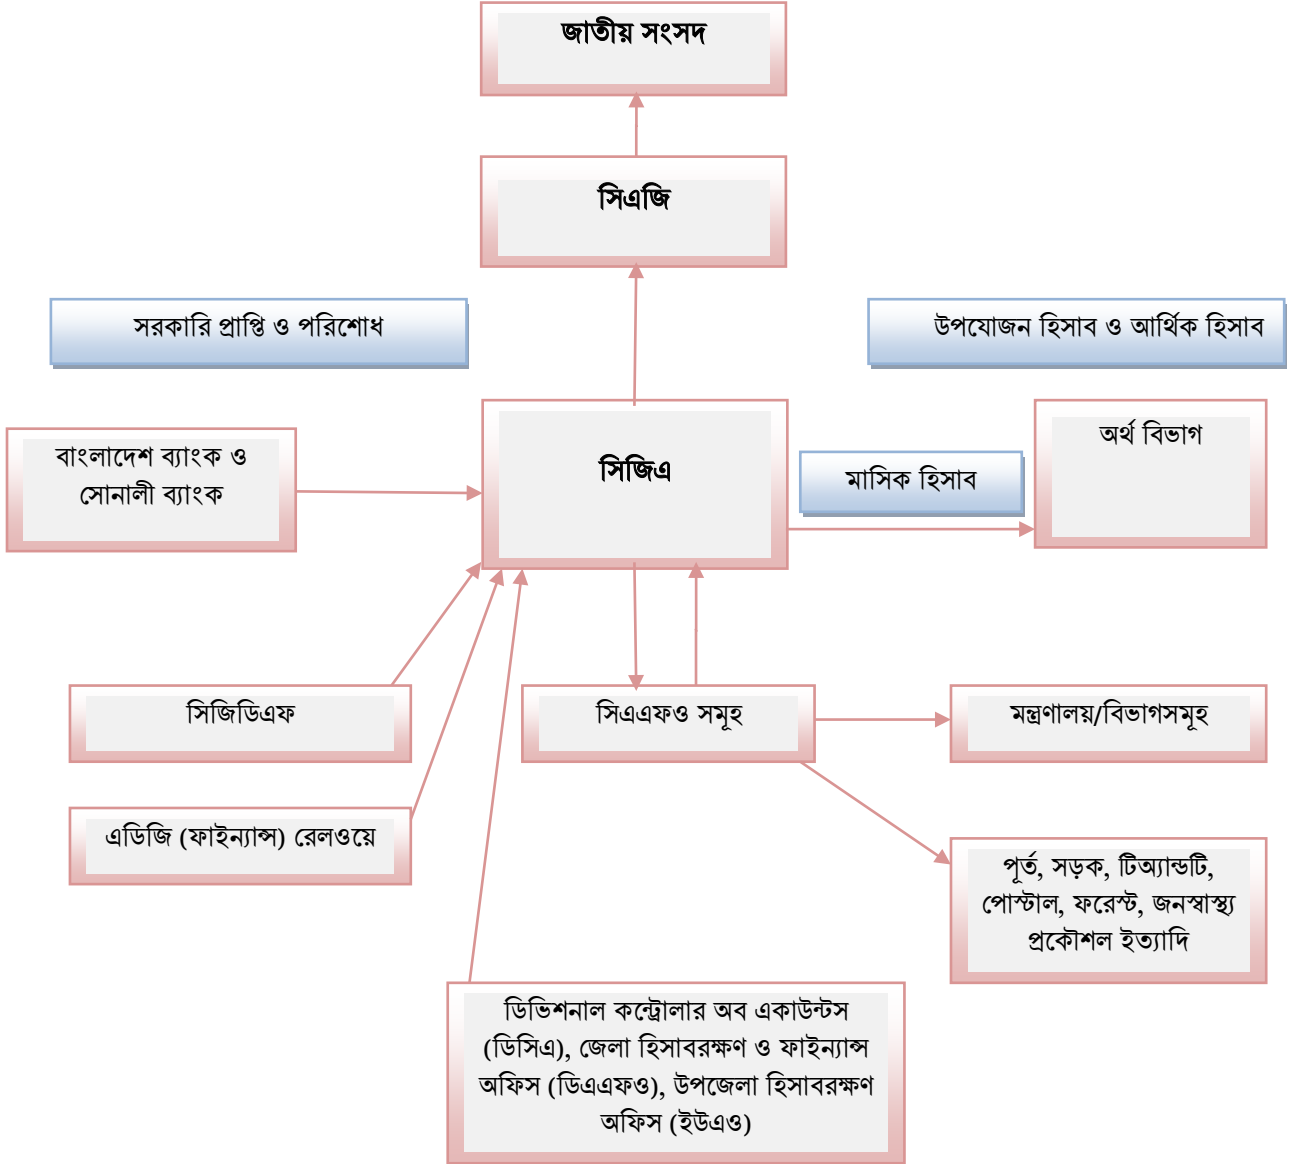 জাতীয় সংসদ
সিএজি
সরকারি প্রাপ্তি ও পরিশোধ
উপযোজন হিসাব ও আর্থিক হিসাব
বাংলাদেশ ব্যাংক ও
সোনালী ব্যাংক
সিজিএ
মাসিক হিসাব
অর্থ বিভাগ
সিজিডিএফ
সিএএফও সমূহ
মন্ত্রণালয়/বিভাগসমূহ
এডিজি (ফাইন্যান্স) রেলওয়ে
পূর্ত, সড়ক, টিঅ্যান্ডটি,
পোস্টাল, ফরেস্ট, জনস্বাস্থ্য
প্রকৌশল ইত্যাদি
ডিভিশনাল কন্ট্রোলার অব একাউন্টস
(ডিসিএ), জেলা হিসাবরক্ষণ ও ফাইন্যান্স
অফিস (ডিএএফও), উপজেলা হিসাবরক্ষণ
অফিস (ইউএও)